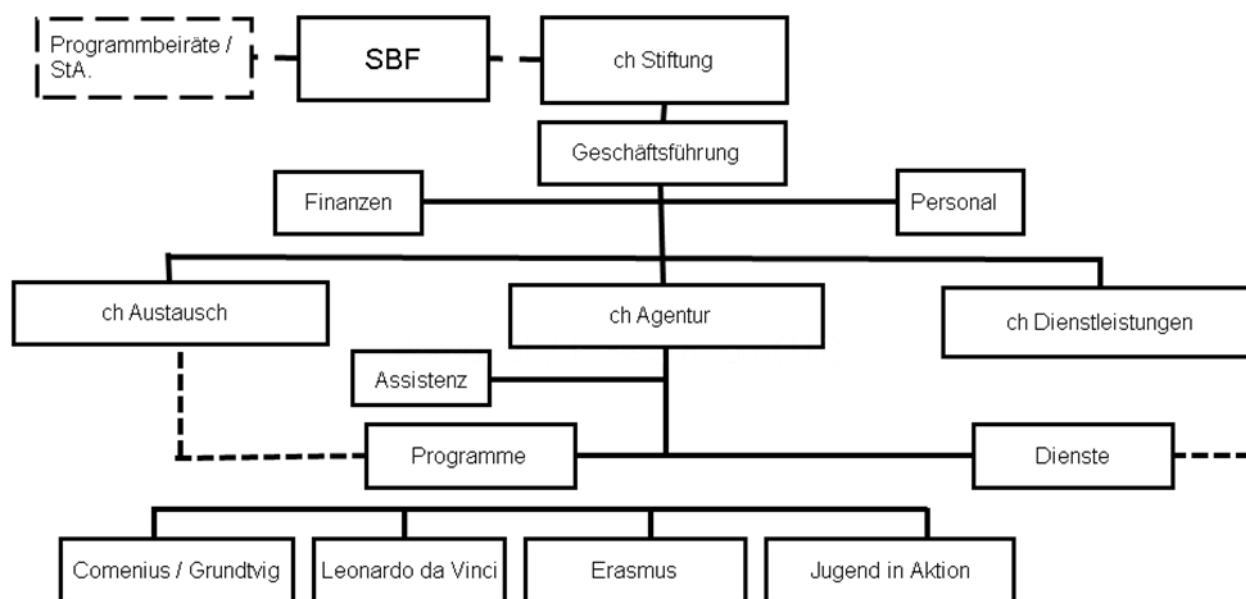 Programmbeiräte /
StA.
SBF
ch Stiftung
Geschäftsführung
Finanzen
Personal
ch Austausch
ch Agentur
ch Dienstleistungen
Assistenz
Programme
Dienste
Comenius / Grundtvig
Leonardo da Vinci
Erasmus
Jugend in Aktion